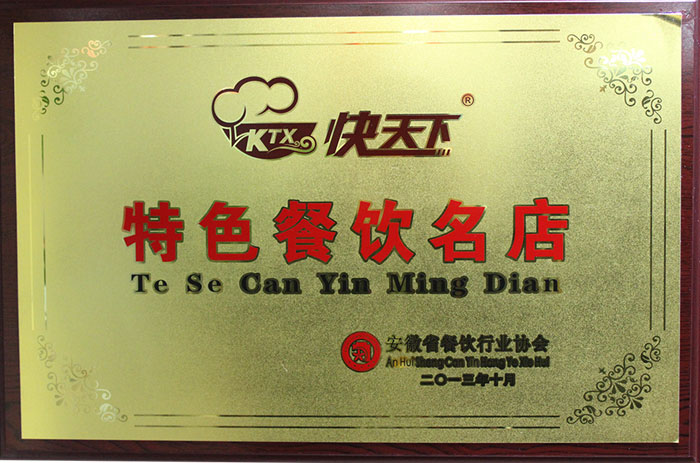 KTX 快天下®
特色餐饮名店
Te Se Can Yin Ming Dian
安徽省餐饮行业协会
An Hui Sheng Can Yin Hang Ye Xie Hui
二〇一三年十月